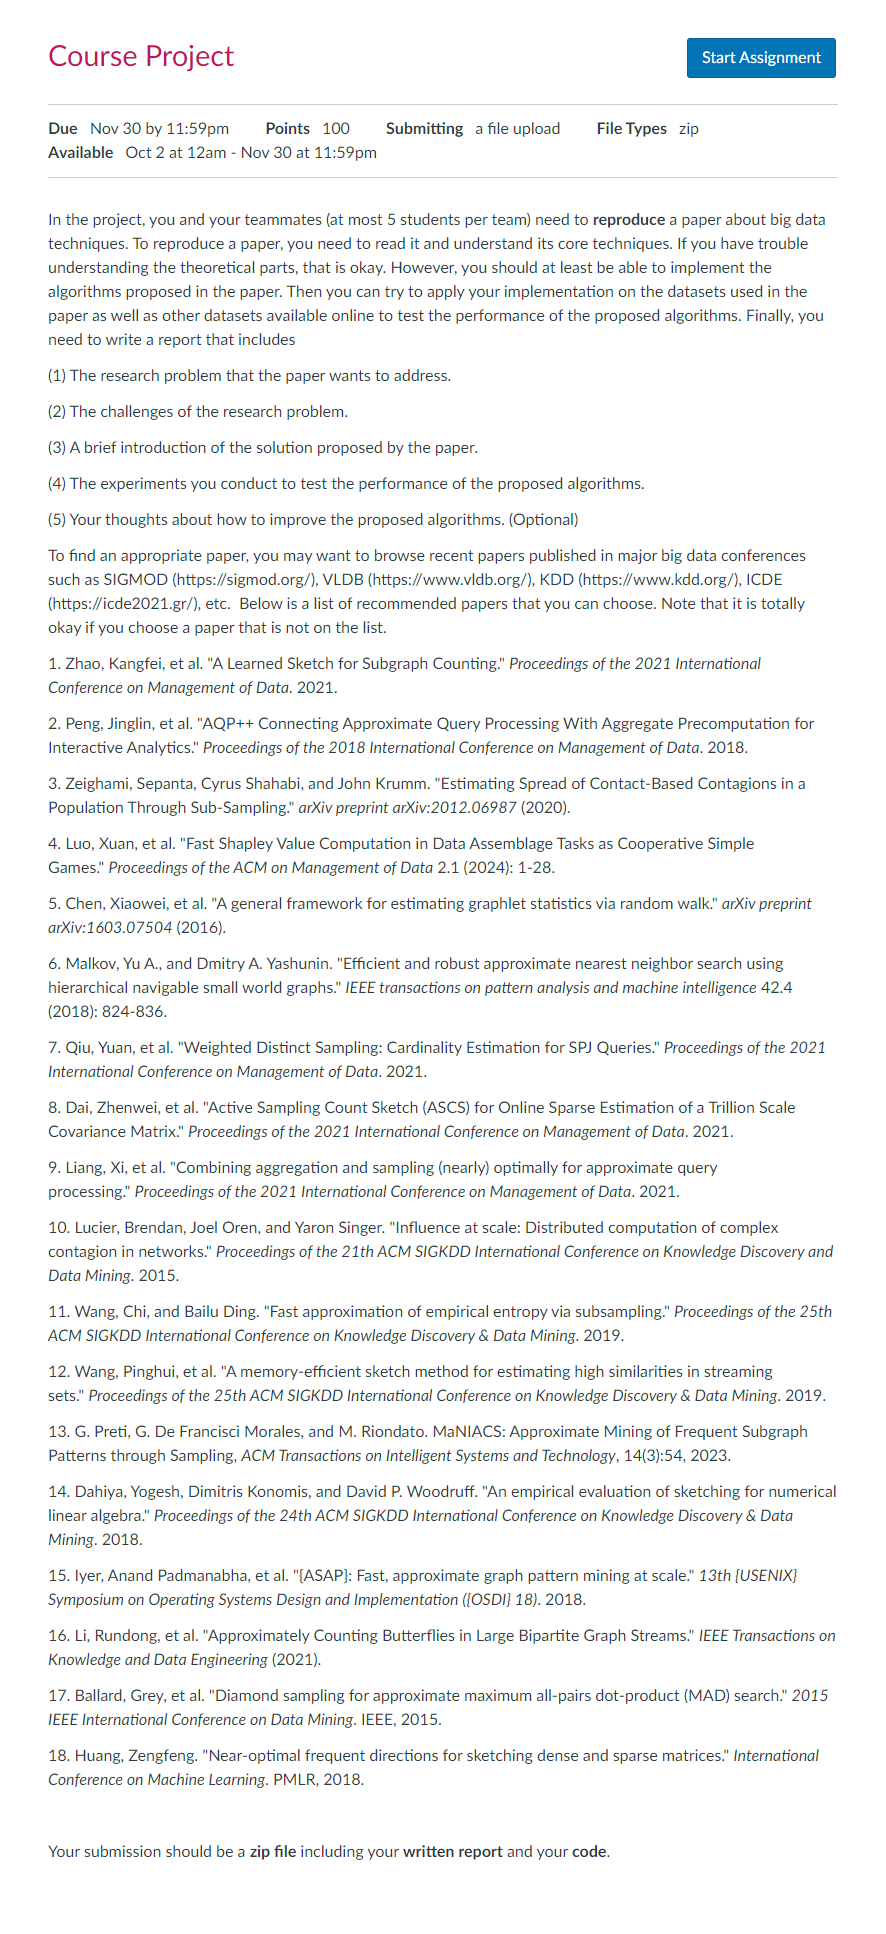 Course Project
Start Assignment
Due Nov 30 by 11:59pm Points 100 Submitting a file upload File Types zip
Available Oct 2 at 12am - Nov 30 at 11:59pm
In the project, you and your teammates (at most 5 students per team) need to reproduce a paper about big data
techniques. To reproduce a paper, you need to read it and understand its core techniques. If you have trouble
understanding the theoretical parts, that is okay. However, you should at least be able to implement the
algorithms proposed in the paper. Then you can try to apply your implementation on the datasets used in the
paper as well as other datasets available online to test the performance of the proposed algorithms. Finally, you
need to write a report that includes
(1) The research problem that the paper wants to address.
(2) The challenges of the research problem.
(3) A brief introduction of the solution proposed by the paper.
(4) The experiments you conduct to test the performance of the proposed algorithms.
(5) Your thoughts about how to improve the proposed algorithms. (Optional)
To find an appropriate paper, you may want to browse recent papers published in major big data conferences
such as SIGMOD (https://sigmod.org/), VLDB (https://www.vldb.org/), KDD (https://www.kdd.org/), ICDE
(https://icde2021.gr/), etc. Below is a list of recommended papers that you can choose. Note that it is totally
okay if you choose a paper that is not on the list.
1. Zhao, Kangfei, et al. "A Learned Sketch for Subgraph Counting." Proceedings of the 2021 International
Conference on Management of Data. 2021.
2. Peng, Jinglin, et al. "AQP++ Connecting Approximate Query Processing With Aggregate Precomputation for
Interactive Analytics." Proceedings of the 2018 International Conference on Management of Data. 2018.
3. Zeighami, Sepanta, Cyrus Shahabi, and John Krumm. "Estimating Spread of Contact-Based Contagions in a
Population Through Sub-Sampling." arXiv preprint arXiv:2012.06987 (2020).
4. Luo, Xuan, et al. "Fast Shapley Value Computation in Data Assemblage Tasks as Cooperative Simple
Games." Proceedings of the ACM on Management of Data 2.1 (2024): 1-28.
5. Chen, Xiaowei, et al. "A general framework for estimating graphlet statistics via random walk." arXiv preprint
arXiv:1603.07504 (2016).
6. Malkov, Yu A., and Dmitry A. Yashunin. "Efficient and robust approximate nearest neighbor search using
hierarchical navigable small world graphs." IEEE transactions on pattern analysis and machine intelligence 42.4
(2018): 824-836.
7. Qiu, Yuan, et al. "Weighted Distinct Sampling: Cardinality Estimation for SPJ Queries." Proceedings of the 2021
International Conference on Management of Data. 2021.
8. Dai, Zhenwei, et al. "Active Sampling Count Sketch (ASCS) for Online Sparse Estimation of a Trillion Scale
Covariance Matrix." Proceedings of the 2021 International Conference on Management of Data. 2021.
9. Liang, Xi, et al. "Combining aggregation and sampling (nearly) optimally for approximate query
processing." Proceedings of the 2021 International Conference on Management of Data. 2021.
10. Lucier, Brendan, Joel Oren, and Yaron Singer. "Influence at scale: Distributed computation of complex
contagion in networks." Proceedings of the 21th ACM SIGKDD International Conference on Knowledge Discovery and
Data Mining. 2015.
11. Wang, Chi, and Bailu Ding. "Fast approximation of empirical entropy via subsampling." Proceedings of the 25th
ACM SIGKDD International Conference on Knowledge Discovery & Data Mining. 2019.
12. Wang, Pinghui, et al. "A memory-efficient sketch method for estimating high similarities in streaming
sets." Proceedings of the 25th ACM SIGKDD International Conference on Knowledge Discovery & Data Mining. 2019.
13. G. Preti, G. De Francisci Morales, and M. Riondato. MaNIACS: Approximate Mining of Frequent Subgraph
Patterns through Sampling, ACM Transactions on Intelligent Systems and Technology, 14(3):54, 2023.
14. Dahiya, Yogesh, Dimitris Konomis, and David P. Woodruff. "An empirical evaluation of sketching for numerical
linear algebra." Proceedings of the 24th ACM SIGKDD International Conference on Knowledge Discovery & Data
Mining. 2018.
15. Iyer, Anand Padmanabha, et al. "{ASAP}: Fast, approximate graph pattern mining at scale." 13th {USENIX}
Symposium on Operating Systems Design and Implementation ({OSDI} 18). 2018.
16. Li, Rundong, et al. "Approximately Counting Butterflies in Large Bipartite Graph Streams." IEEE Transactions on
Knowledge and Data Engineering (2021).
17. Ballard, Grey, et al. "Diamond sampling for approximate maximum all-pairs dot-product (MAD) search." 2015
IEEE International Conference on Data Mining. IEEE, 2015.
18. Huang, Zengfeng. "Near-optimal frequent directions for sketching dense and sparse matrices." International
Conference on Machine Learning. PMLR, 2018.
Your submission should be a zip file including your written report and your code.